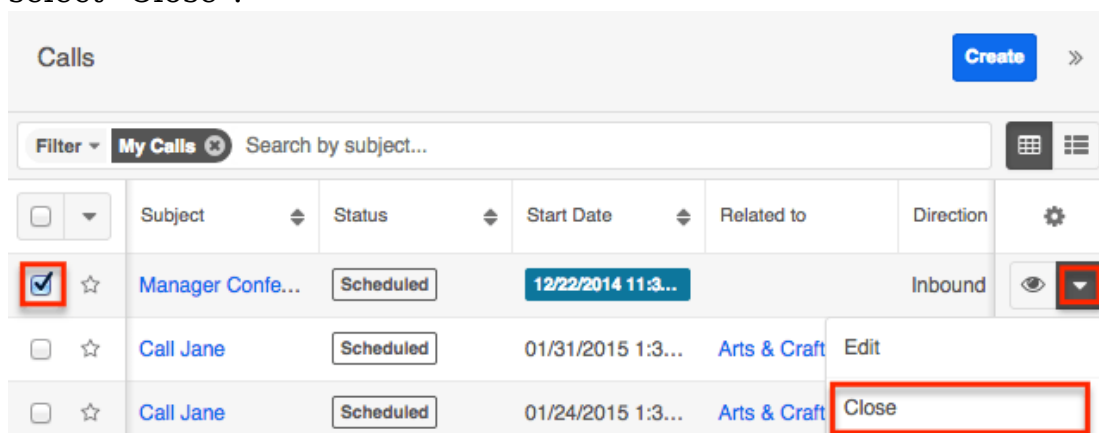 select "Close".
Calls Create »
Filter My Calls Search by subject...
Subject Status Start Date Related to Direction
Manager Confe... Scheduled 12/22/2014 11:3... Inbound
Call Jane Scheduled 01/31/2015 1:3... Arts & Craft Edit
Call Jane Scheduled 01/24/2015 1:3... Arts & Craft Close